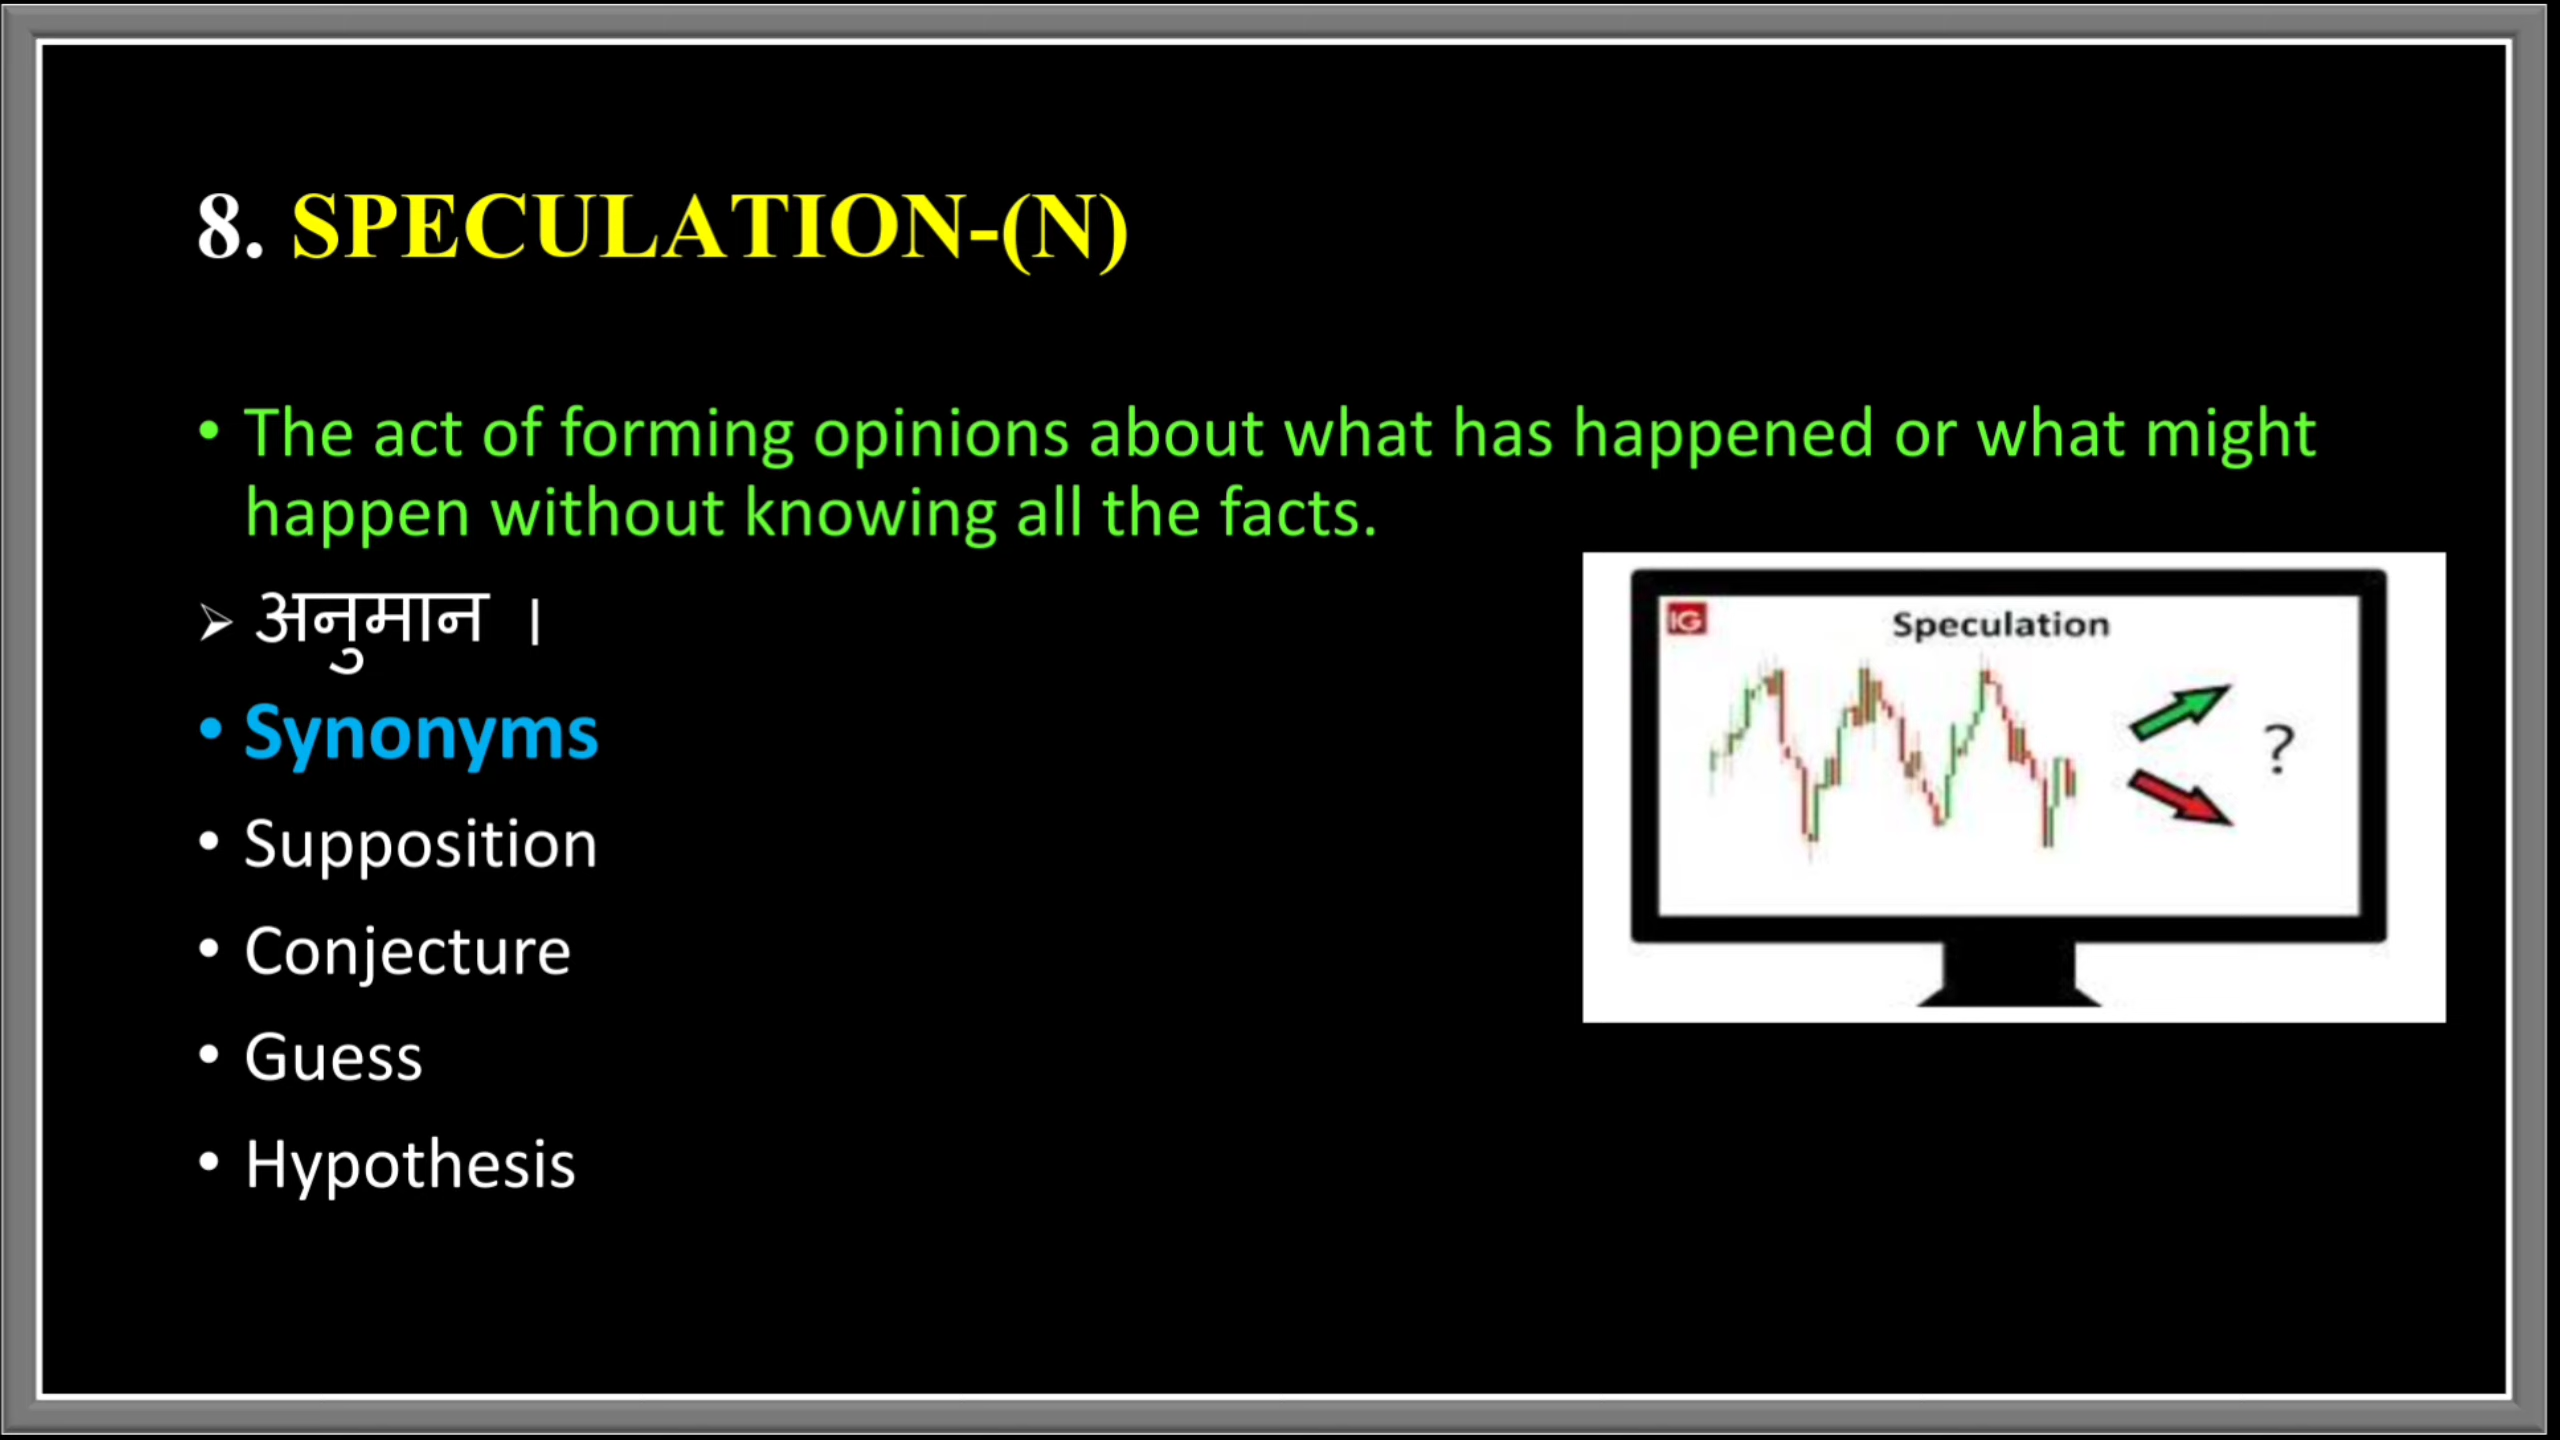 8. SPECULATION-(N)
• The act of forming opinions about what has happened or what might
happen without knowing all the facts.
➢ अनुमान ।
• Synonyms
• Supposition
• Conjecture
• Guess
• Hypothesis
IG
Speculation
?